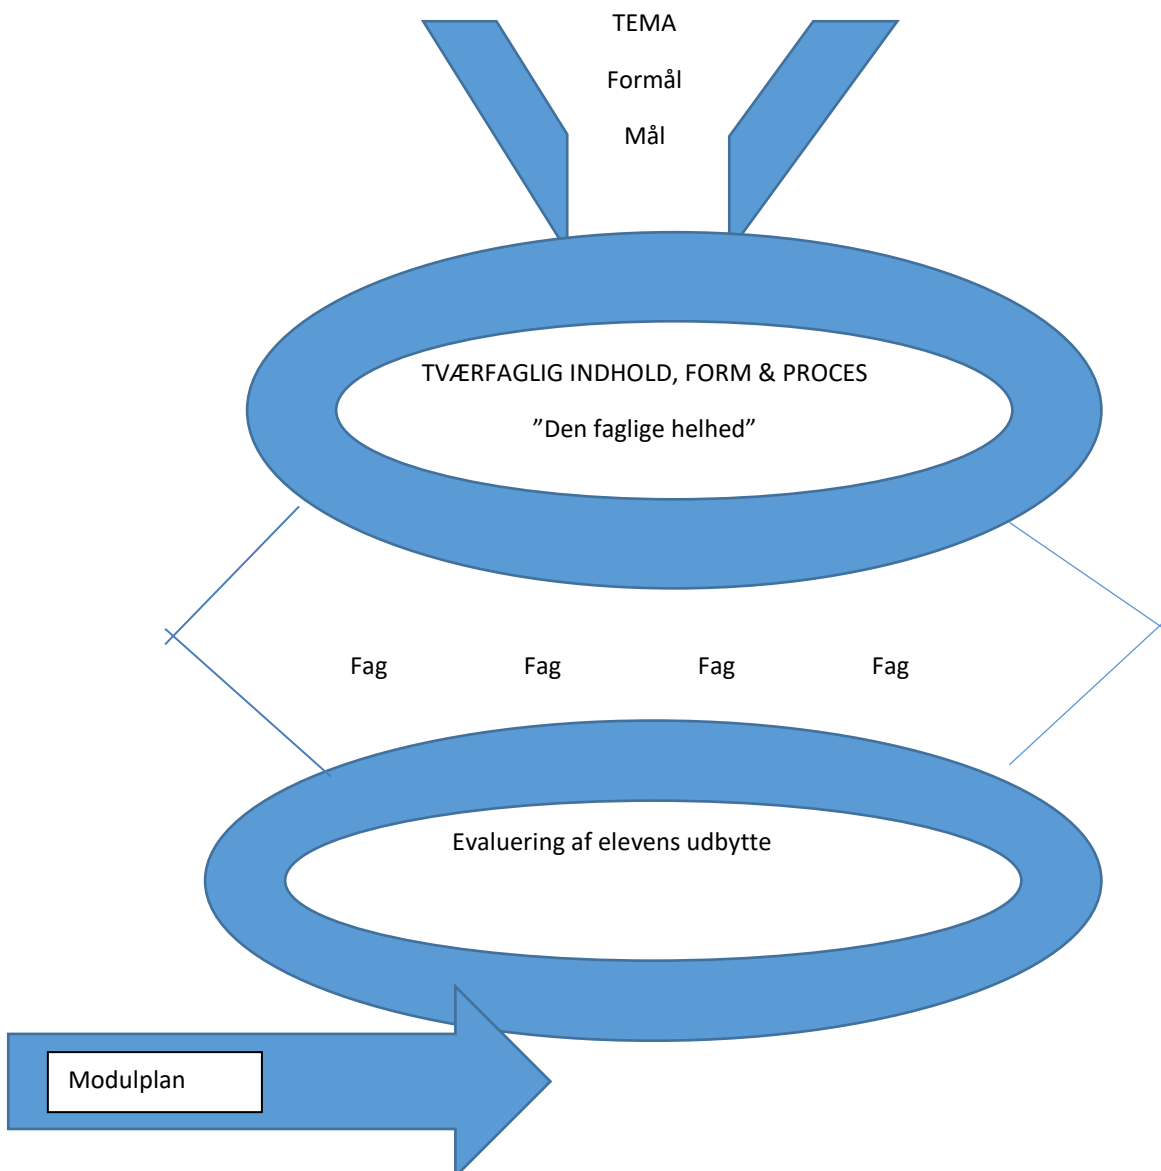 TEMA
Formål
Mål
TVÆRFAGLIG INDHOLD, FORM & PROCES
”Den faglige helhed”
Fag Fag Fag Fag
Evaluering af elevens udbytte
Modulplan